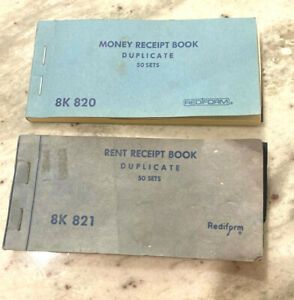 MONEY RECEIPT BOOK
DUPLICATE
50 SETS
8K 820
REDIFORM®
RENT RECEIPT BOOK
DUPLICATE
50 SETS
8K 821
Rediform®